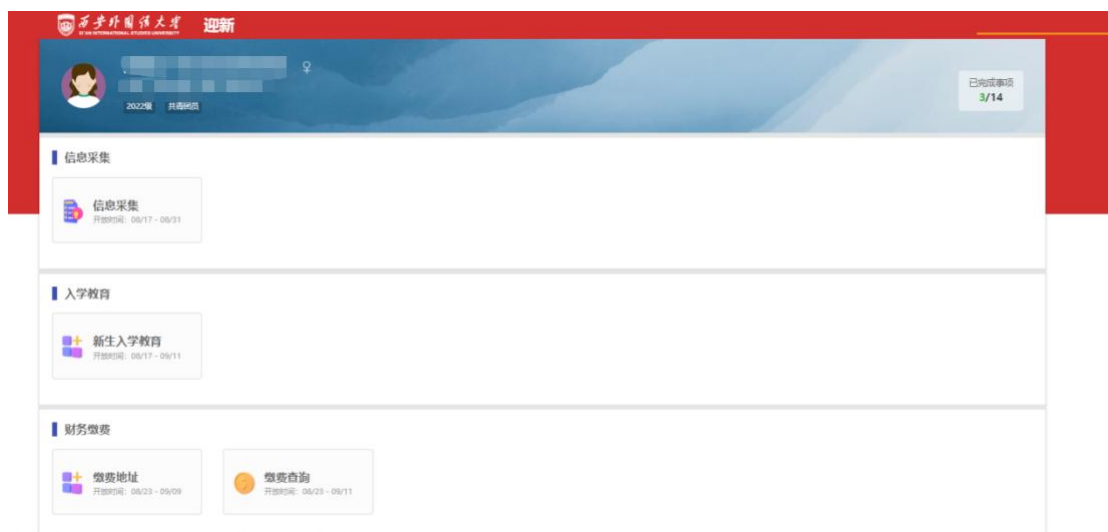 西安外国语大学 迎新
XI'AN INTERNATIONAL STUDIES UNIVERSITY
♀
2022级 共青团员
已完成事项
3/14
信息采集
信息采集
开放时间：08/17 - 08/31
入学教育
新生入学教育
开放时间：08/17 - 09/11
财务缴费
缴费地址
开放时间：08/23 - 09/09
缴费查询
开放时间：08/23 - 09/11